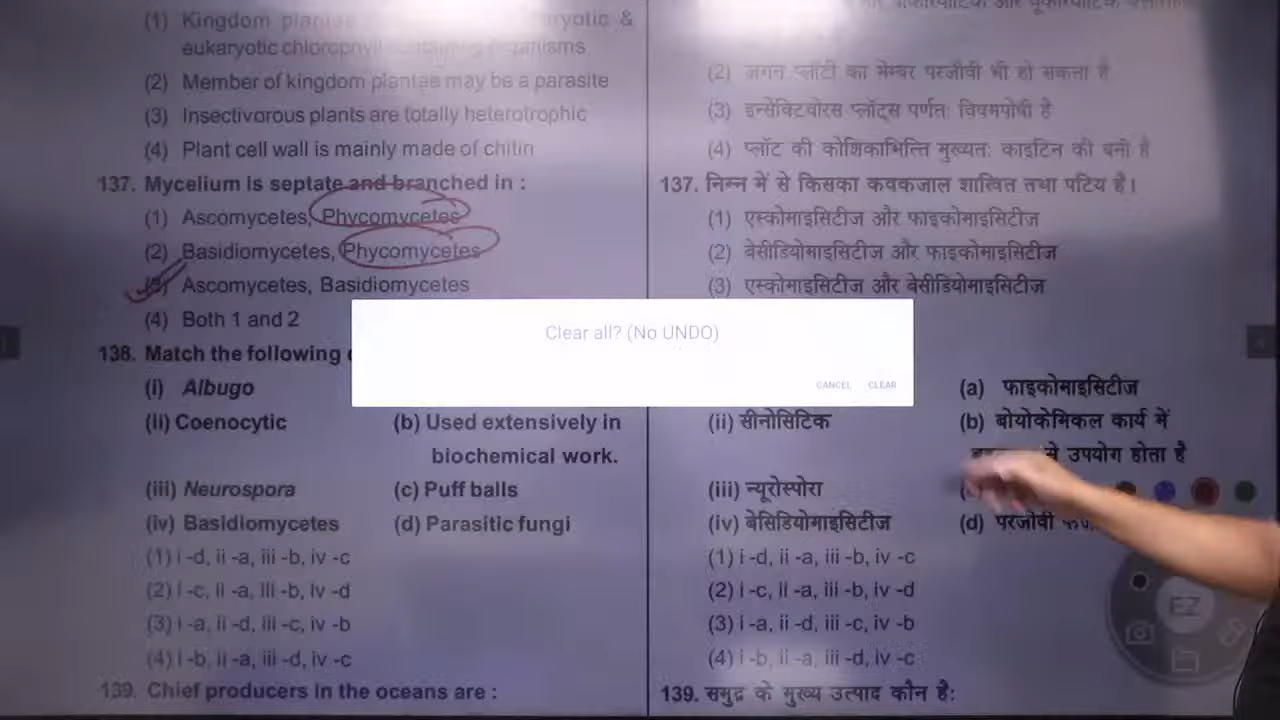 (1) Kingdom
eukaryotic chlorophyll containing organisms
(2) Member of kingdom plantae may be a parasite
(3) Insectivorous plants are totally heterotrophic
(4) Plant cell wall is mainly made of chitin
137. Mycelium is septate and branched in :
(1) Ascomycetes, Phycomycetes
(2) Basidiomycetes, Phycomycetes
(3) Ascomycetes, Basidiomycetes
(4) Both 1 and 2
138. Match the following
(i) Albugo
(ii) Coenocytic (b) Used extensively in
biochemical work.
(iii) Neurospora (c) Puff balls
(iv) Basidiomycetes (d) Parasitic fungi
(1) i -d, ii -a, iii -b, iv -c
(2) i -c, ii -a, iii -b, iv -d
(3) i -a, ii -d, iii -c, iv -b
(4) i -b, ii -a, iii -d, iv -c
139. Chief producers in the oceans are :
Clear all? (No UNDO)
CANCEL CLEAR
(2) जगत प्लांटी का मेम्बर परजीवी भी हो सकता है
(3) इन्सेक्टिवोरस प्लॉट्स पूर्णतः विषमपोषी है
(4) प्लॉट की कोशिकाभित्ति मुख्यतः काइटिन की बनी है
137. निम्न में से किसका कवकजाल शाखित तथा पटिय है।
(1) एस्कोमाइसिटीज और फाइकोमाइसिटीज
(2) बेसीडियोमाइसिटीज और फाइकोमाइसिटीज
(3) एस्कोमाइसिटीज और बेसीडियोमाइसिटीज
(a) फाइकोमाइसिटीज
(ii) सीनोसिटिक (b) बोयोकेमिकल कार्य में
से उपयोग होता है
(iii) न्यूरोस्पोरा
(iv) बेसिडियोमाइसिटीज (d) परजीवी
(1) i -d, ii -a, iii -b, iv -c
(2) i -c, ii -a, iii -b, iv -d
(3) i -a, ii -d, iii -c, iv -b
(4) i -b, ii -a, iii -d, iv -c
139. समुद्र के मुख्य उत्पाद कौन है:
EZ